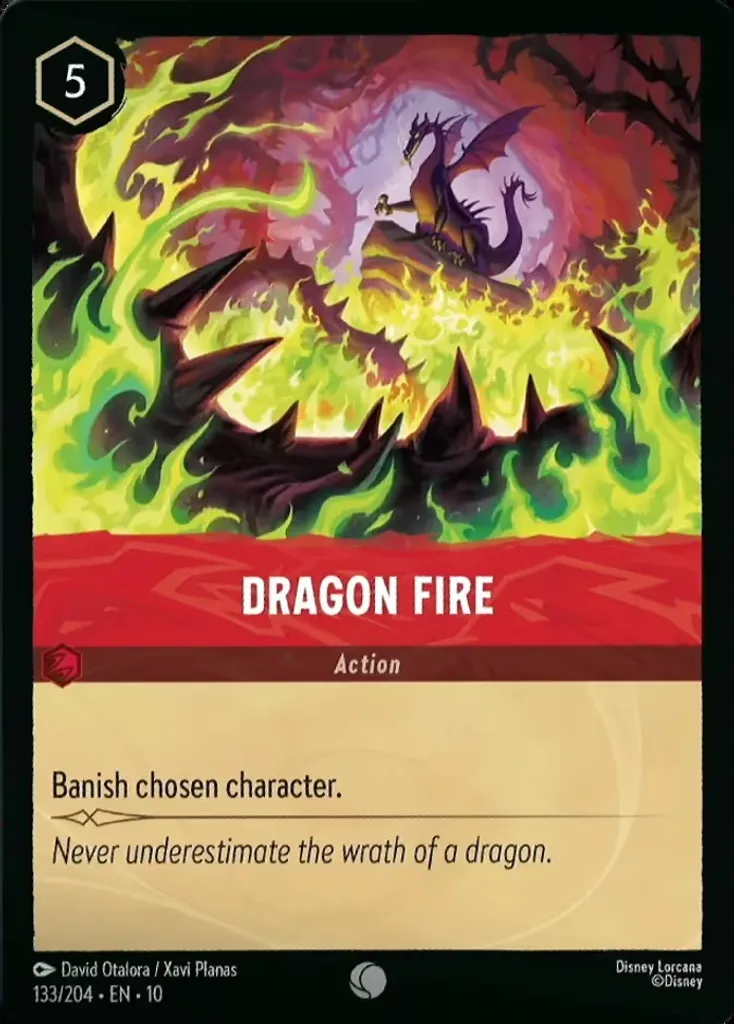 5
DRAGON FIRE
Action
Banish chosen character.
Never underestimate the wrath of a dragon.
David Otalora / Xavi Planas
133/204 • EN • 10
Disney Lorcana
©Disney